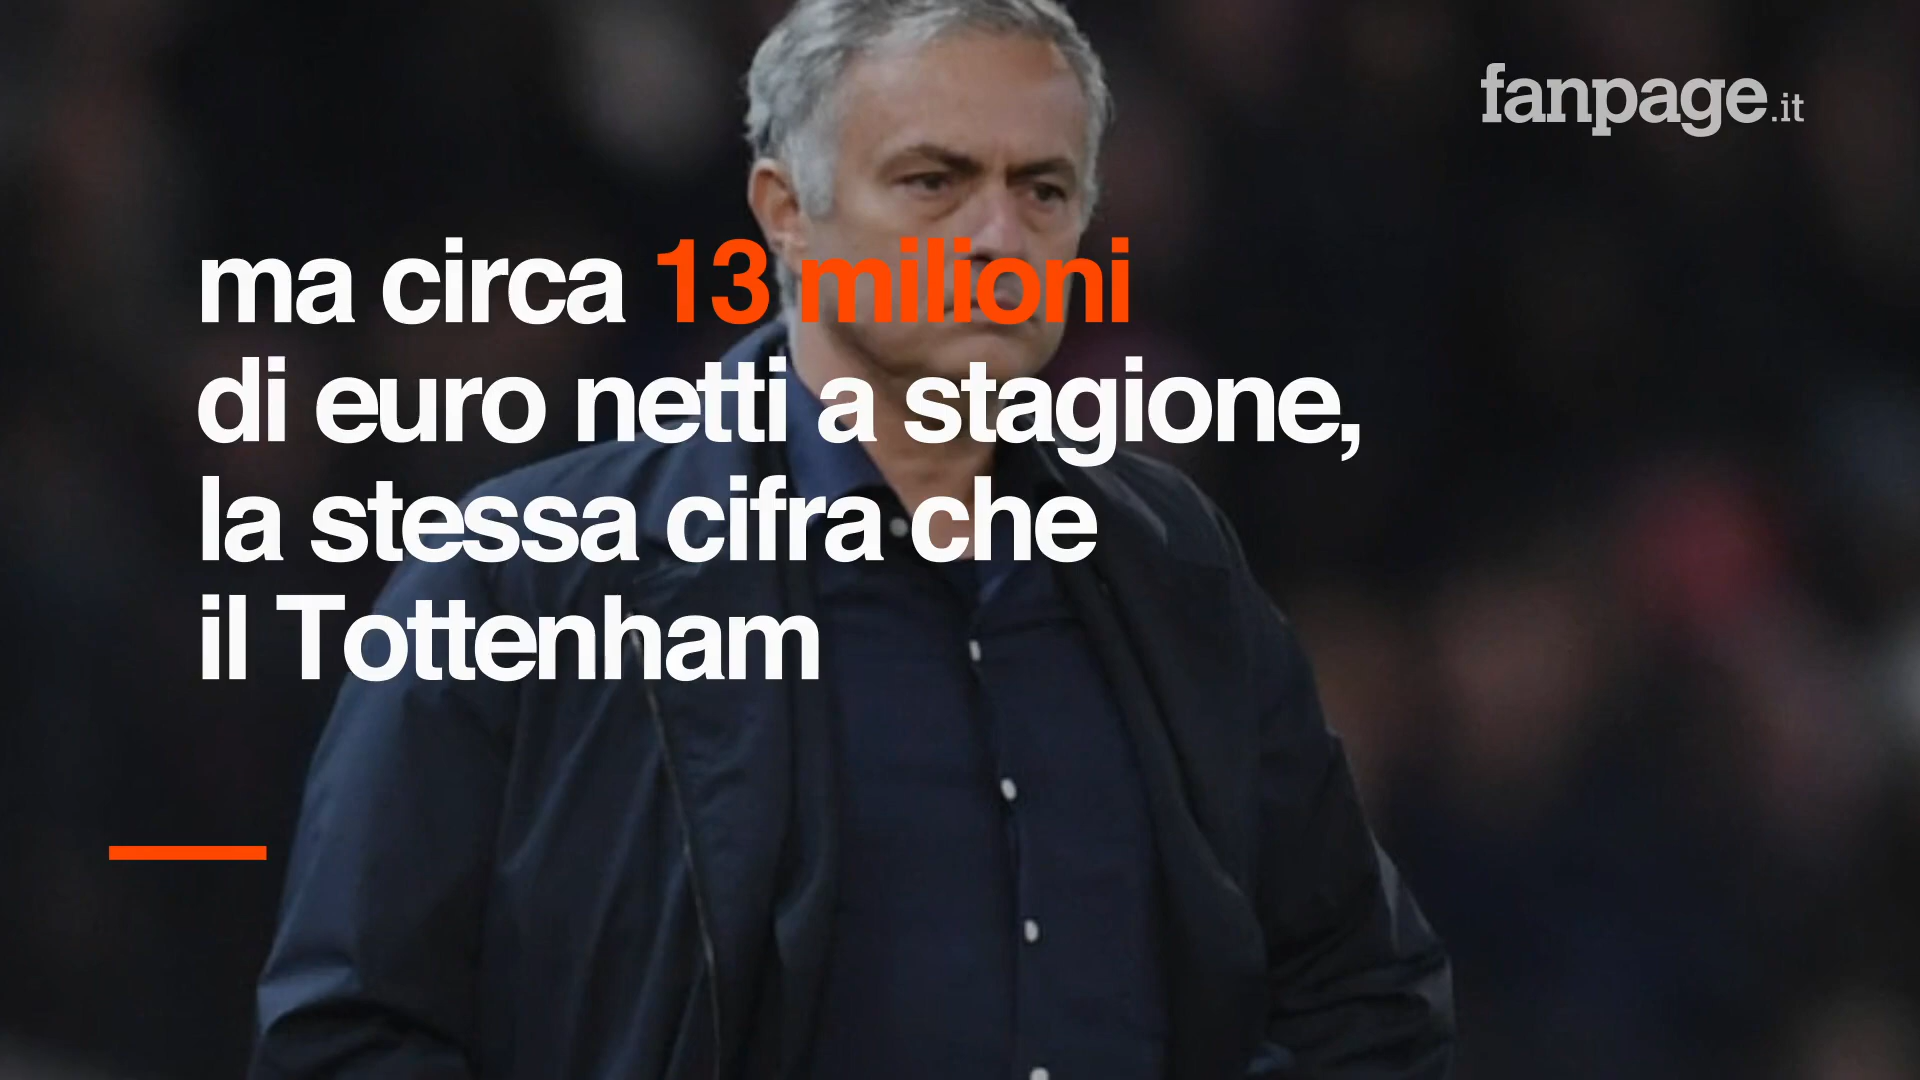 fanpage.it
ma circa 13 milioni
di euro netti a stagione,
la stessa cifra che
il Tottenham